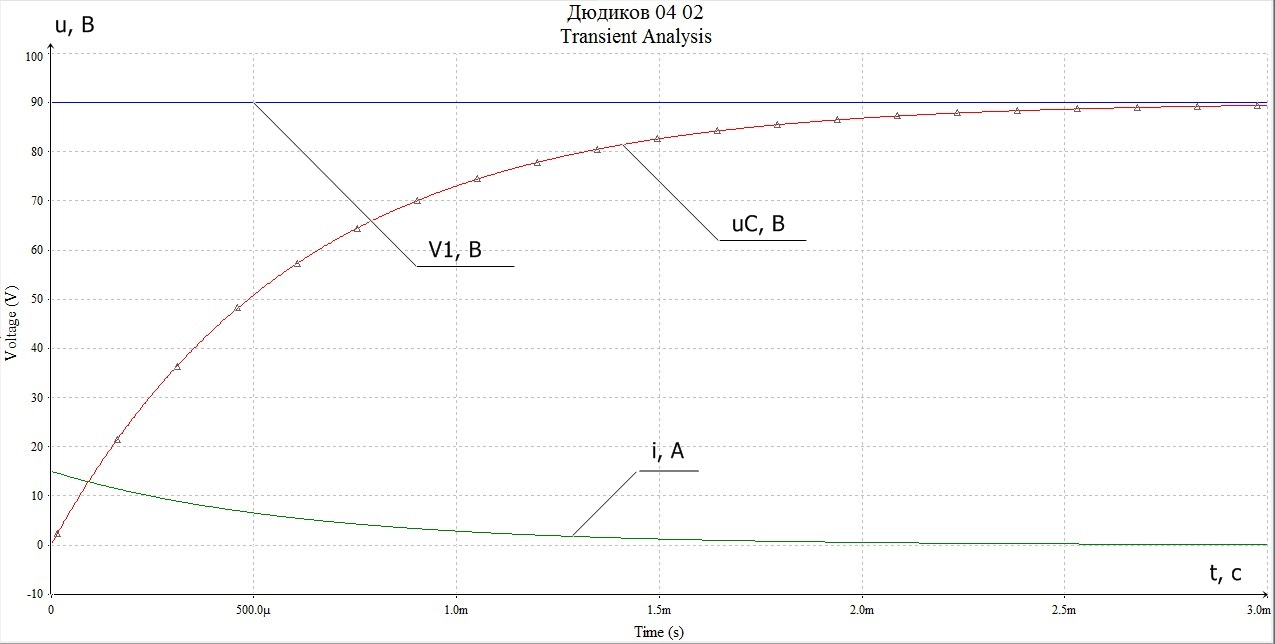 Дюдиков 04 02
Transient Analysis
u, В
100
90
80
70
60
50
40
30
20
10
0
-10
Voltage (V)
V1, В
uC, В
i, А
t, с
0
500.0µ
1.0m
1.5m
2.0m
2.5m
3.0m
Time (s)